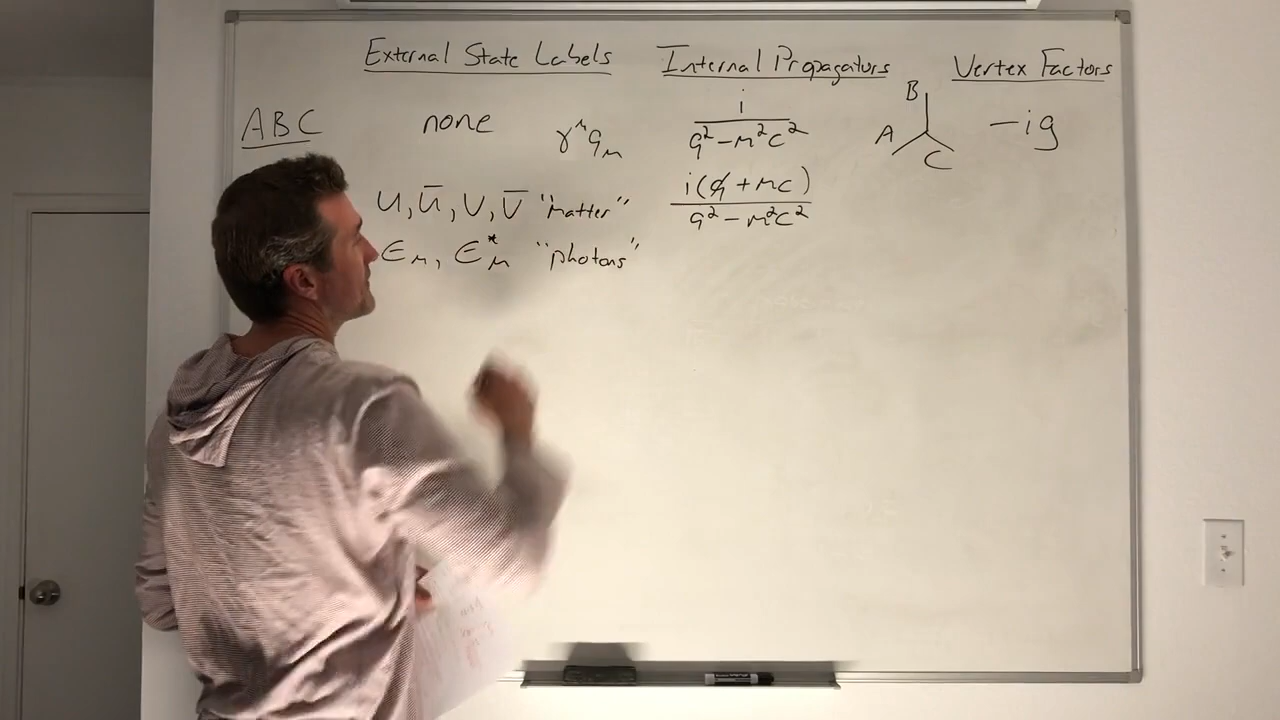 External State Labels   Internal Propagators   Vertex Factors
ABC   none   γ^μ q_μ   i / (q² − m²c²)   B A C   −ig
u, ū, v, v̄ "matter"   i(q̸ + mc) / (q² − m²c²)
ϵ_μ, ϵ*_μ "photons"